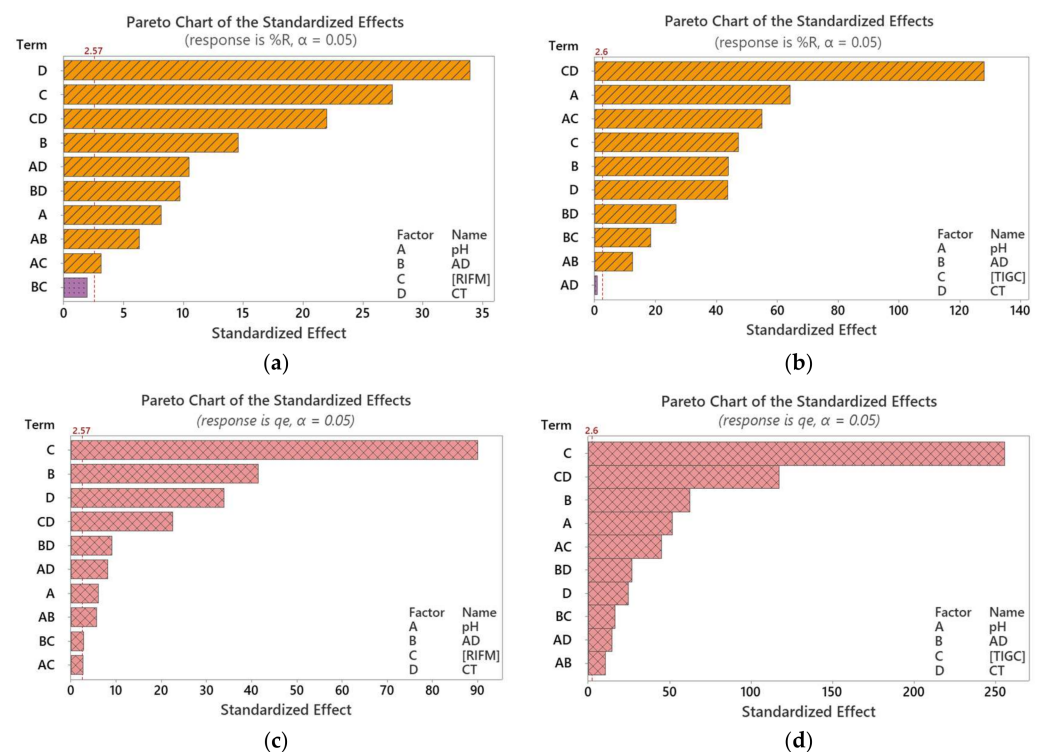 Pareto Chart of the Standardized Effects
(response is %R, α = 0.05)
Term
2.57
D
C
CD
B
AD
BD
A
AB
AC
BC
Factor Name
A pH
B AD
C [RIFM]
D CT
0 5 10 15 20 25 30 35
Standardized Effect
(a)
Pareto Chart of the Standardized Effects
(response is %R, α = 0.05)
Term
2.6
CD
A
AC
C
B
D
BD
BC
AB
AD
Factor Name
A pH
B AD
C [TIGC]
D CT
0 20 40 60 80 100 120 140
Standardized Effect
(b)
Pareto Chart of the Standardized Effects
(response is qe, α = 0.05)
Term
2.57
C
B
D
CD
BD
AD
A
AB
BC
AC
Factor Name
A pH
B AD
C [RIFM]
D CT
0 10 20 30 40 50 60 70 80 90
Standardized Effect
(c)
Pareto Chart of the Standardized Effects
(response is qe, α = 0.05)
Term
2.6
C
CD
B
A
AC
BD
D
BC
AD
AB
Factor Name
A pH
B AD
C [TIGC]
D CT
0 50 100 150 200 250
Standardized Effect
(d)